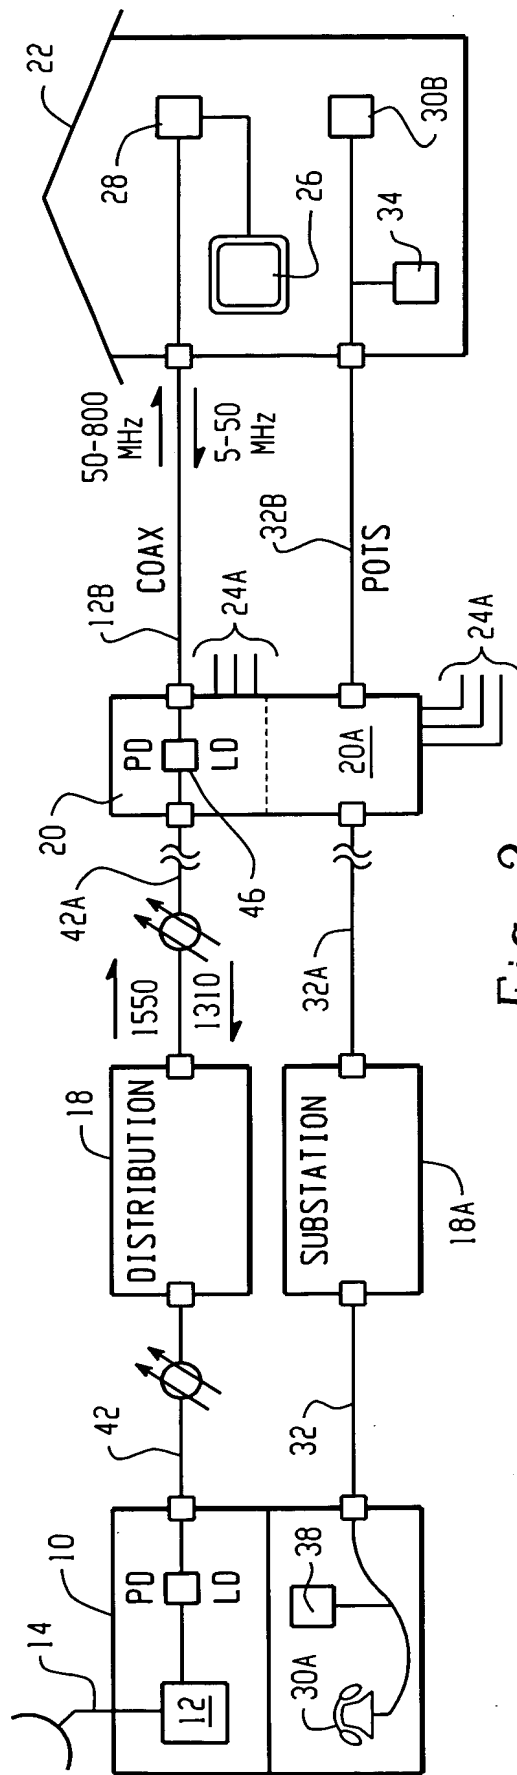 14
10
12
PD
LD
38
30A
42
32
DISTRIBUTION
18
SUBSTATION
18A
1550
1310
42A
32A
20
PD
LD
46
20A
12B
24A
24A
COAX
50-800
MHz
5-50
MHz
32B
POTS
22
28
26
30B
34